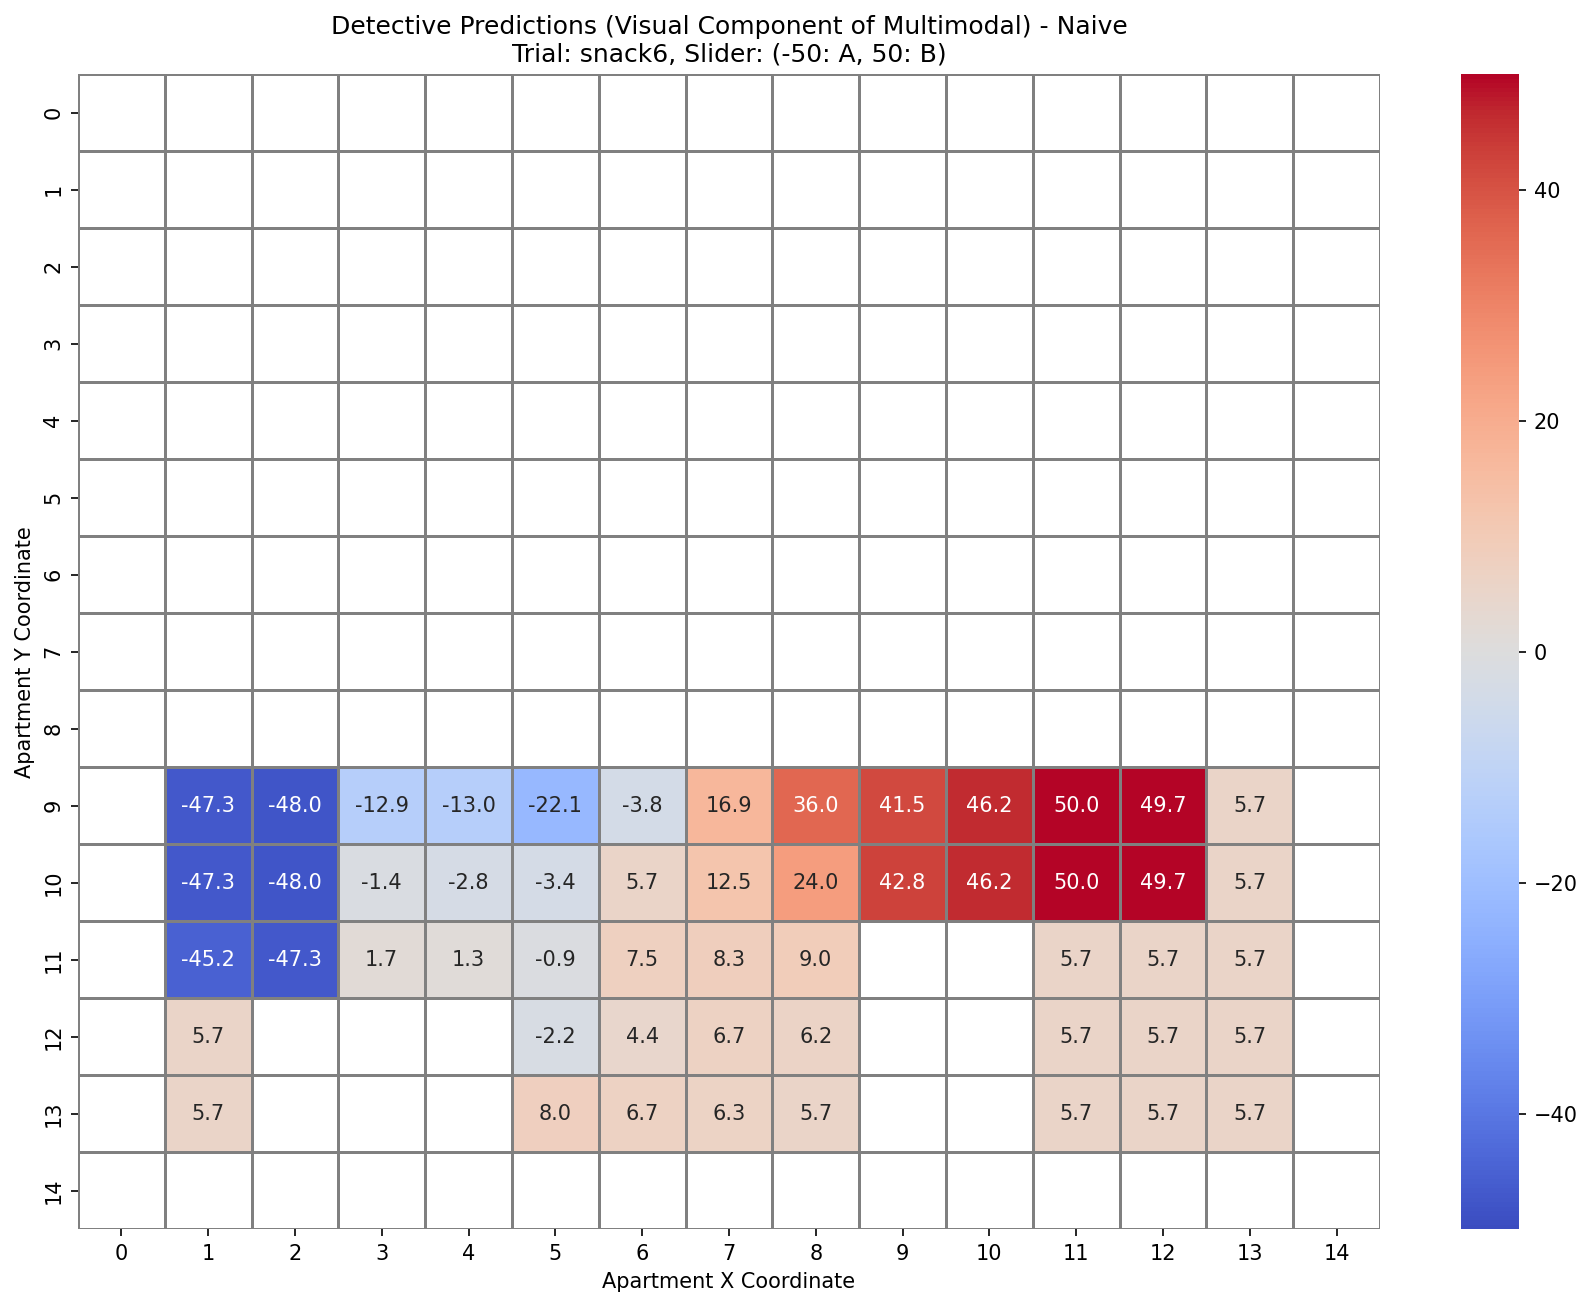 Detective Predictions (Visual Component of Multimodal) - Naive
Trial: snack6, Slider: (-50: A, 50: B)
Apartment Y Coordinate
0
1
2
3
4
5
6
7
8
9 -47.3 -48.0 -12.9 -13.0 -22.1 -3.8 16.9 36.0 41.5 46.2 50.0 49.7 5.7
10 -47.3 -48.0 -1.4 -2.8 -3.4 5.7 12.5 24.0 42.8 46.2 50.0 49.7 5.7
11 -45.2 -47.3 1.7 1.3 -0.9 7.5 8.3 9.0 5.7 5.7 5.7
12 5.7 -2.2 4.4 6.7 6.2 5.7 5.7 5.7
13 5.7 8.0 6.7 6.3 5.7 5.7 5.7 5.7
14
0 1 2 3 4 5 6 7 8 9 10 11 12 13 14
Apartment X Coordinate
40
20
0
−20
−40